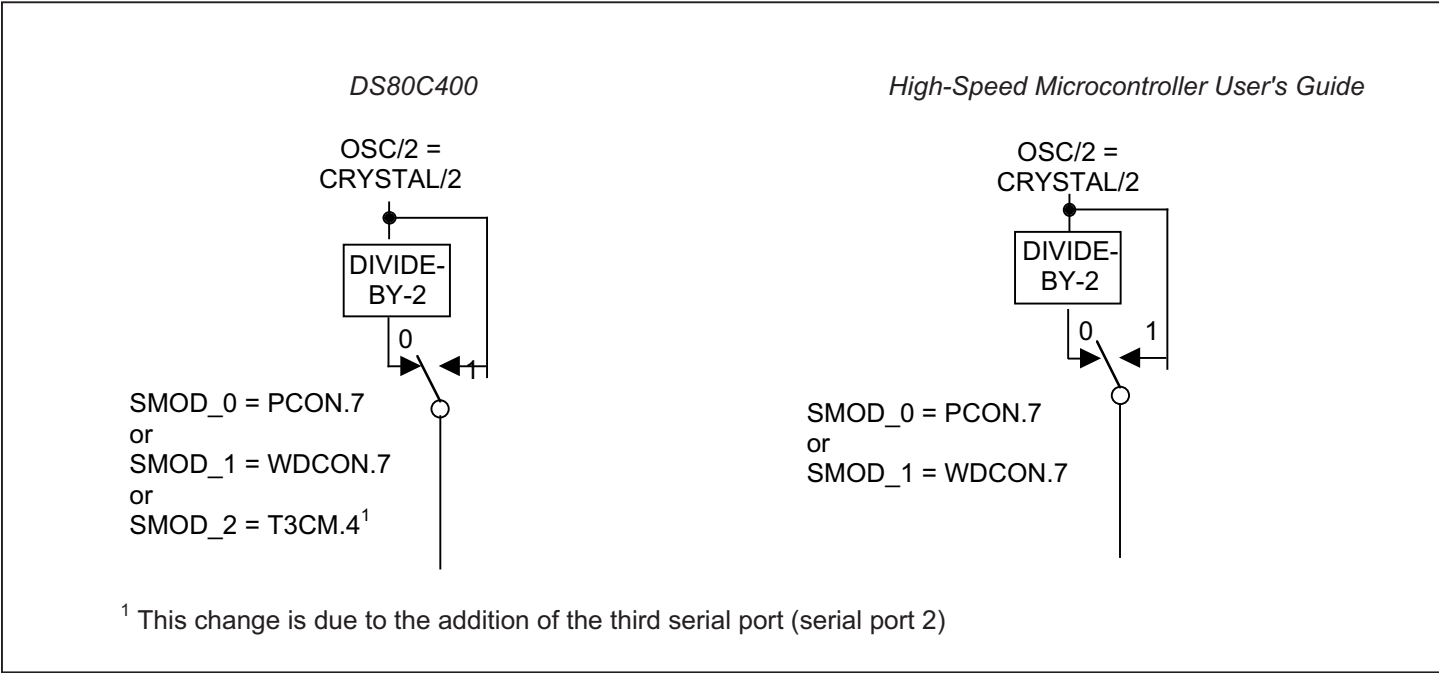 DS80C400
OSC/2 =
CRYSTAL/2
DIVIDE-
BY-2
0
1
SMOD_0 = PCON.7
or
SMOD_1 = WDCON.7
or
SMOD_2 = T3CM.4¹
High-Speed Microcontroller User's Guide
OSC/2 =
CRYSTAL/2
DIVIDE-
BY-2
0 1
SMOD_0 = PCON.7
or
SMOD_1 = WDCON.7
¹ This change is due to the addition of the third serial port (serial port 2)